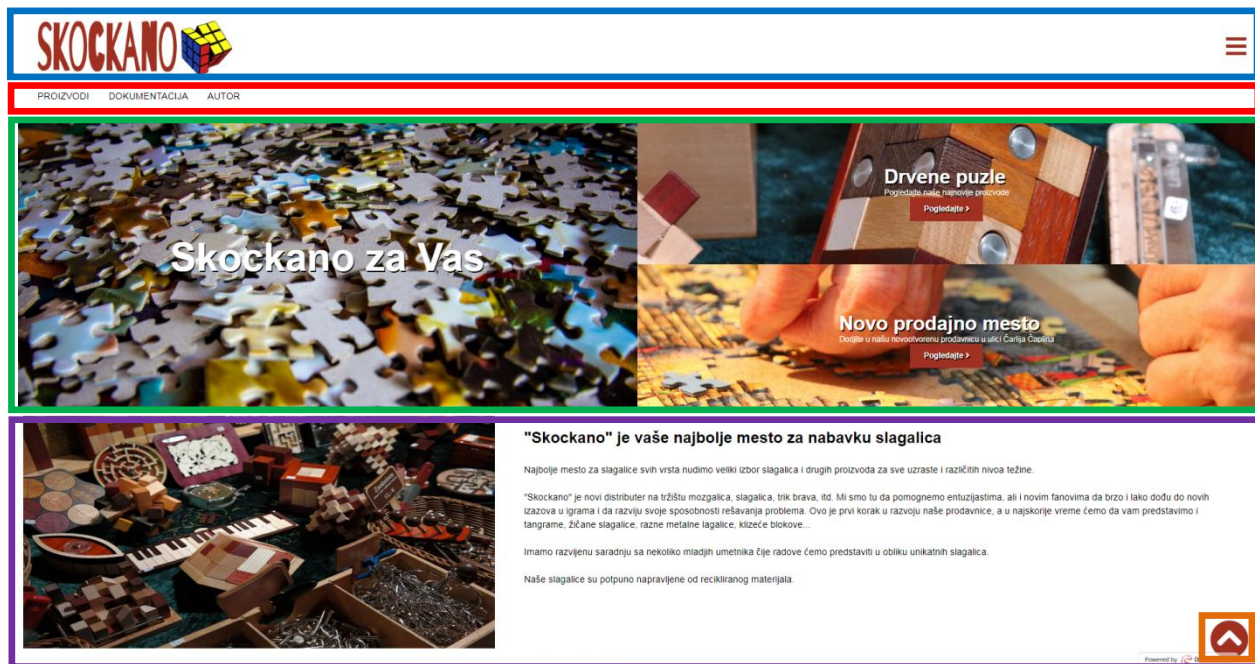 SKOCKANO
PROIZVODI DOKUMENTACIJA AUTOR
Skockano za Vas
Drvene puzle
Pogledajte naše najnovije proizvode
Pogledajte >
Novo prodajno mesto
Dodjite u našu novootvorenu prodavnicu u ulici Čarlija Čaplina
Pogledajte >
"Skockano" je vaše najbolje mesto za nabavku slagalica
Najbolje mesto za slagalice svih vrsta nudimo veliki izbor slagalica i drugih proizvoda za sve uzraste i različitih nivoa težine.
"Skockano" je novi distributer na tržištu mozgalica, slagalica, trik brava, itd. Mi smo tu da pomognemo entuzijastima, ali i novim fanovima da brzo i lako dođu do novih
izazova u igrama i da razviju svoje sposobnosti rešavanja problema. Ovo je prvi korak u razvoju naše prodavnice, a u najskorije vreme ćemo da vam predstavimo i
tangrame, žičane slagalice, razne metalne lagalice, klizeće blokove...
Imamo razvijenu saradnju sa nekoliko mladjih umetnika čije radove ćemo predstaviti u obliku unikatnih slagalica.
Naše slagalice su potpuno napravljene od recikliranog materijala.
Powered by